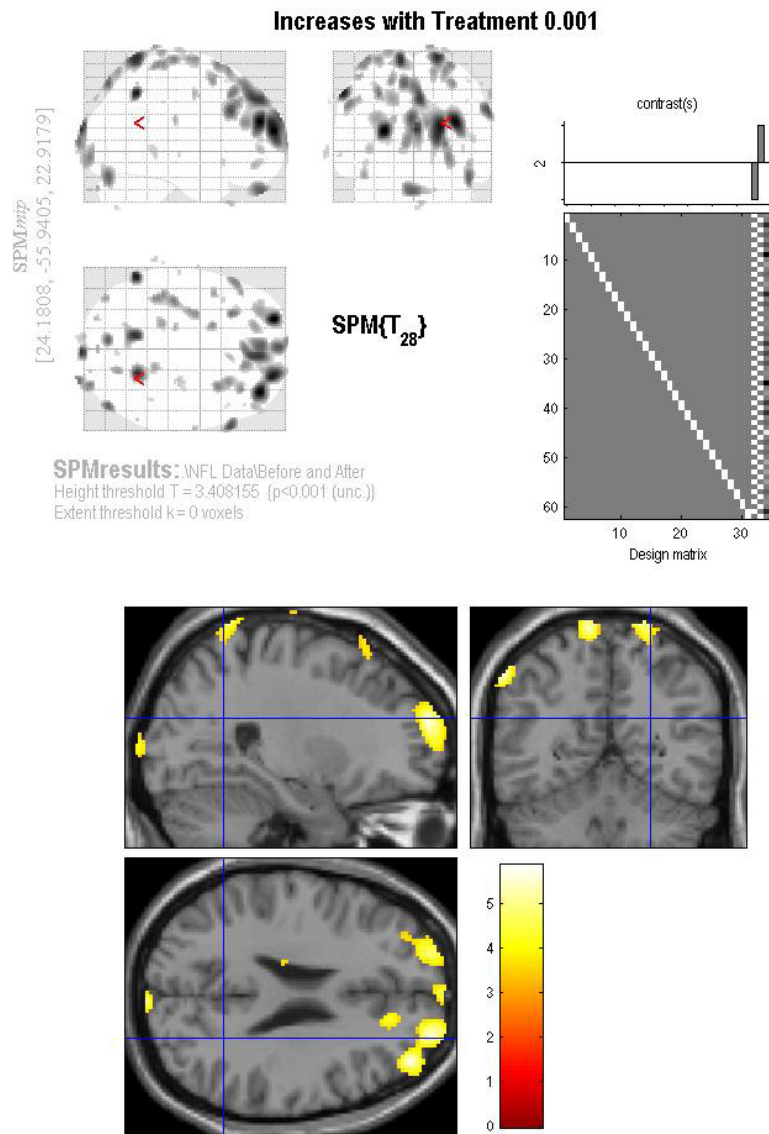 Increases with Treatment 0.001
SPMmip
[24.1808, -55.9405, 22.9179]
<
<
<
SPM{T28}
contrast(s)
2
10
20
30
40
50
60
10
20
30
Design matrix
SPMresults: .\NFL Data\Before and After
Height threshold T = 3.408155 {p<0.001 (unc.)}
Extent threshold k = 0 voxels
5
4
3
2
1
0